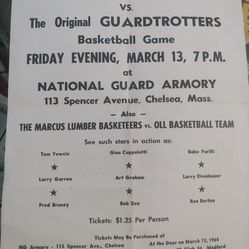 VS.
The Original GUARDTROTTERS
Basketball Game
FRIDAY EVENING, MARCH 13, 7 P.M.
at
NATIONAL GUARD ARMORY
113 Spencer Avenue, Chelsea, Mass.
- Also -
THE MARCUS LUMBER BASKETEERS vs. OLL BASKETBALL TEAM
See such stars in action as:
Tom Yewcic Gino Cappeletti Babe Parilli
Larry Garron Art Graham Larry Eisenhauer
Fred Bruney Bob Dee Ron Burton
Tickets: $1.25 Per Person
Tickets May Be Purchased at
NG Armory - 113 Spencer Ave., Chelsea At the Door on March 13, 1964
St., Medford